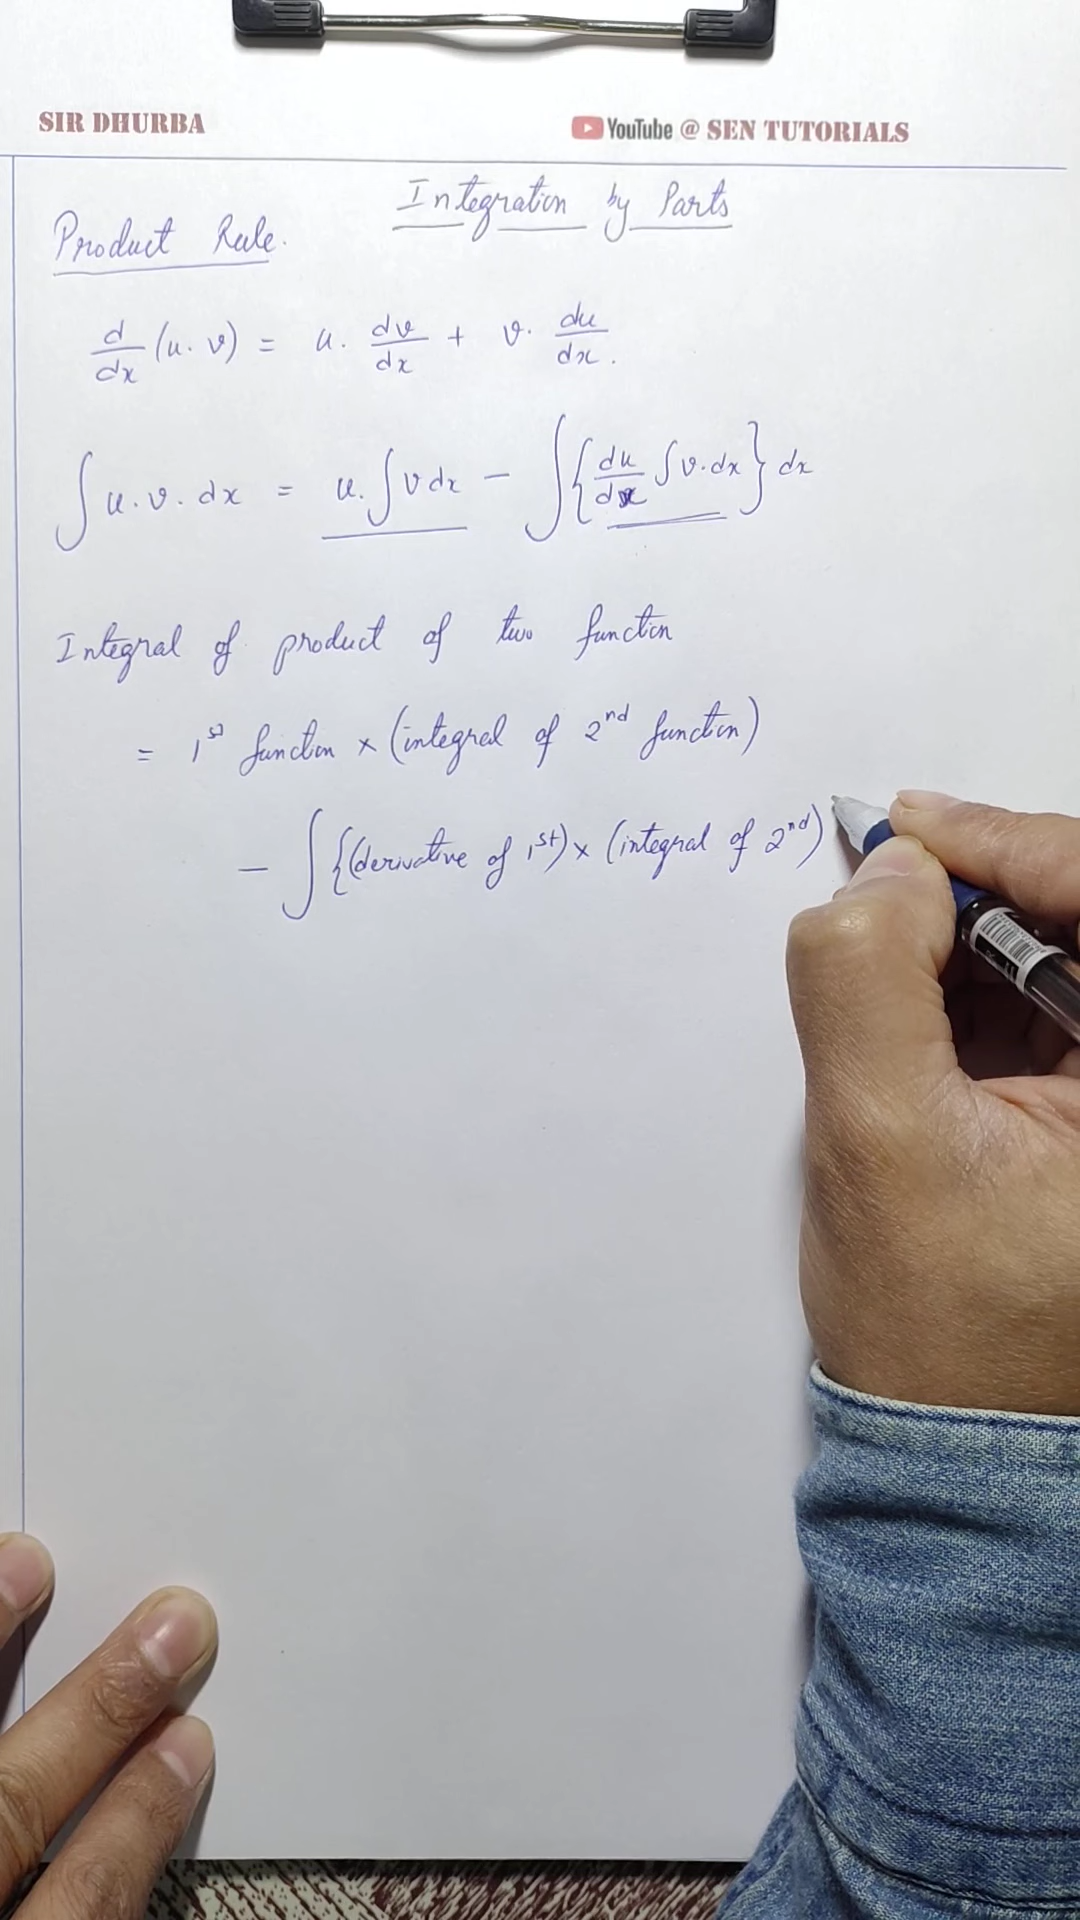 SIR DHURBA
YouTube @ SEN TUTORIALS
Integration by Parts
Product Rule.
d/dx (u. v) = u. dv/dx + v. du/dx.
∫ u. v. dx = u. ∫ v dx − ∫ { du/dx ∫ v. dx } dx
Integral of product of two function
= 1st function × (integral of 2nd function)
− ∫ {(derivative of 1st) × (integral of 2nd)